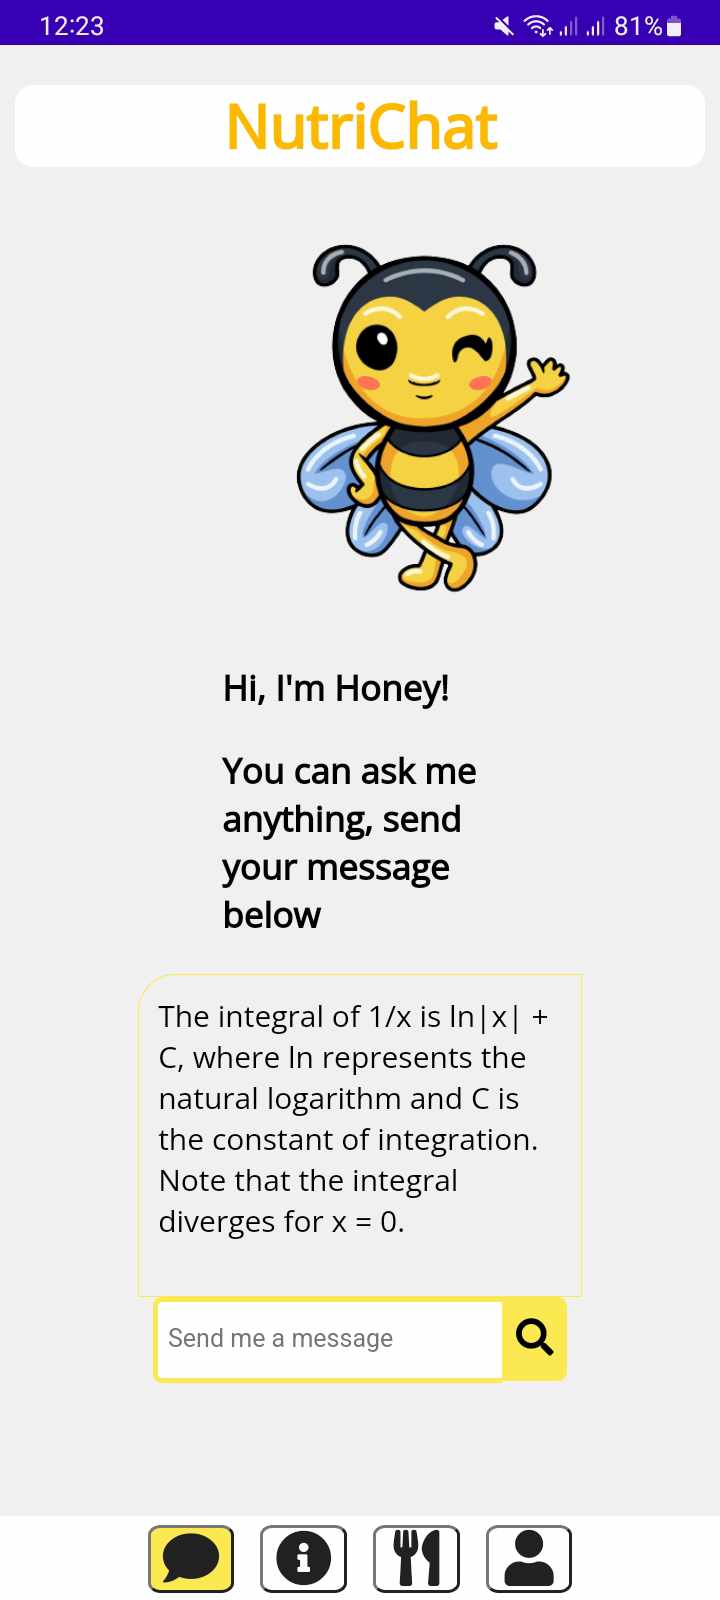 12:23
81%
NutriChat
Hi, I'm Honey!
You can ask me
anything, send
your message
below
The integral of 1/x is ln|x| +
C, where ln represents the
natural logarithm and C is
the constant of integration.
Note that the integral
diverges for x = 0.
Send me a message